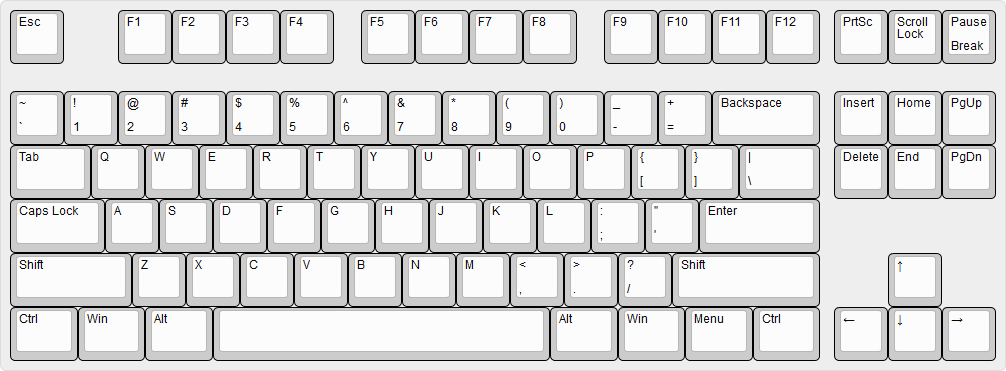 Esc F1 F2 F3 F4 F5 F6 F7 F8 F9 F10 F11 F12 PrtSc Scroll Pause
Lock
Break
~ ! @ # $ % ^ & * ( ) _ + Backspace Insert Home PgUp
` 1 2 3 4 5 6 7 8 9 0 - =
Tab Q W E R T Y U I O P { } | Delete End PgDn
[ ] \
Caps Lock A S D F G H J K L : " Enter
; '
Shift Z X C V B N M < > ? Shift ↑
, . /
Ctrl Win Alt Alt Win Menu Ctrl ← ↓ →